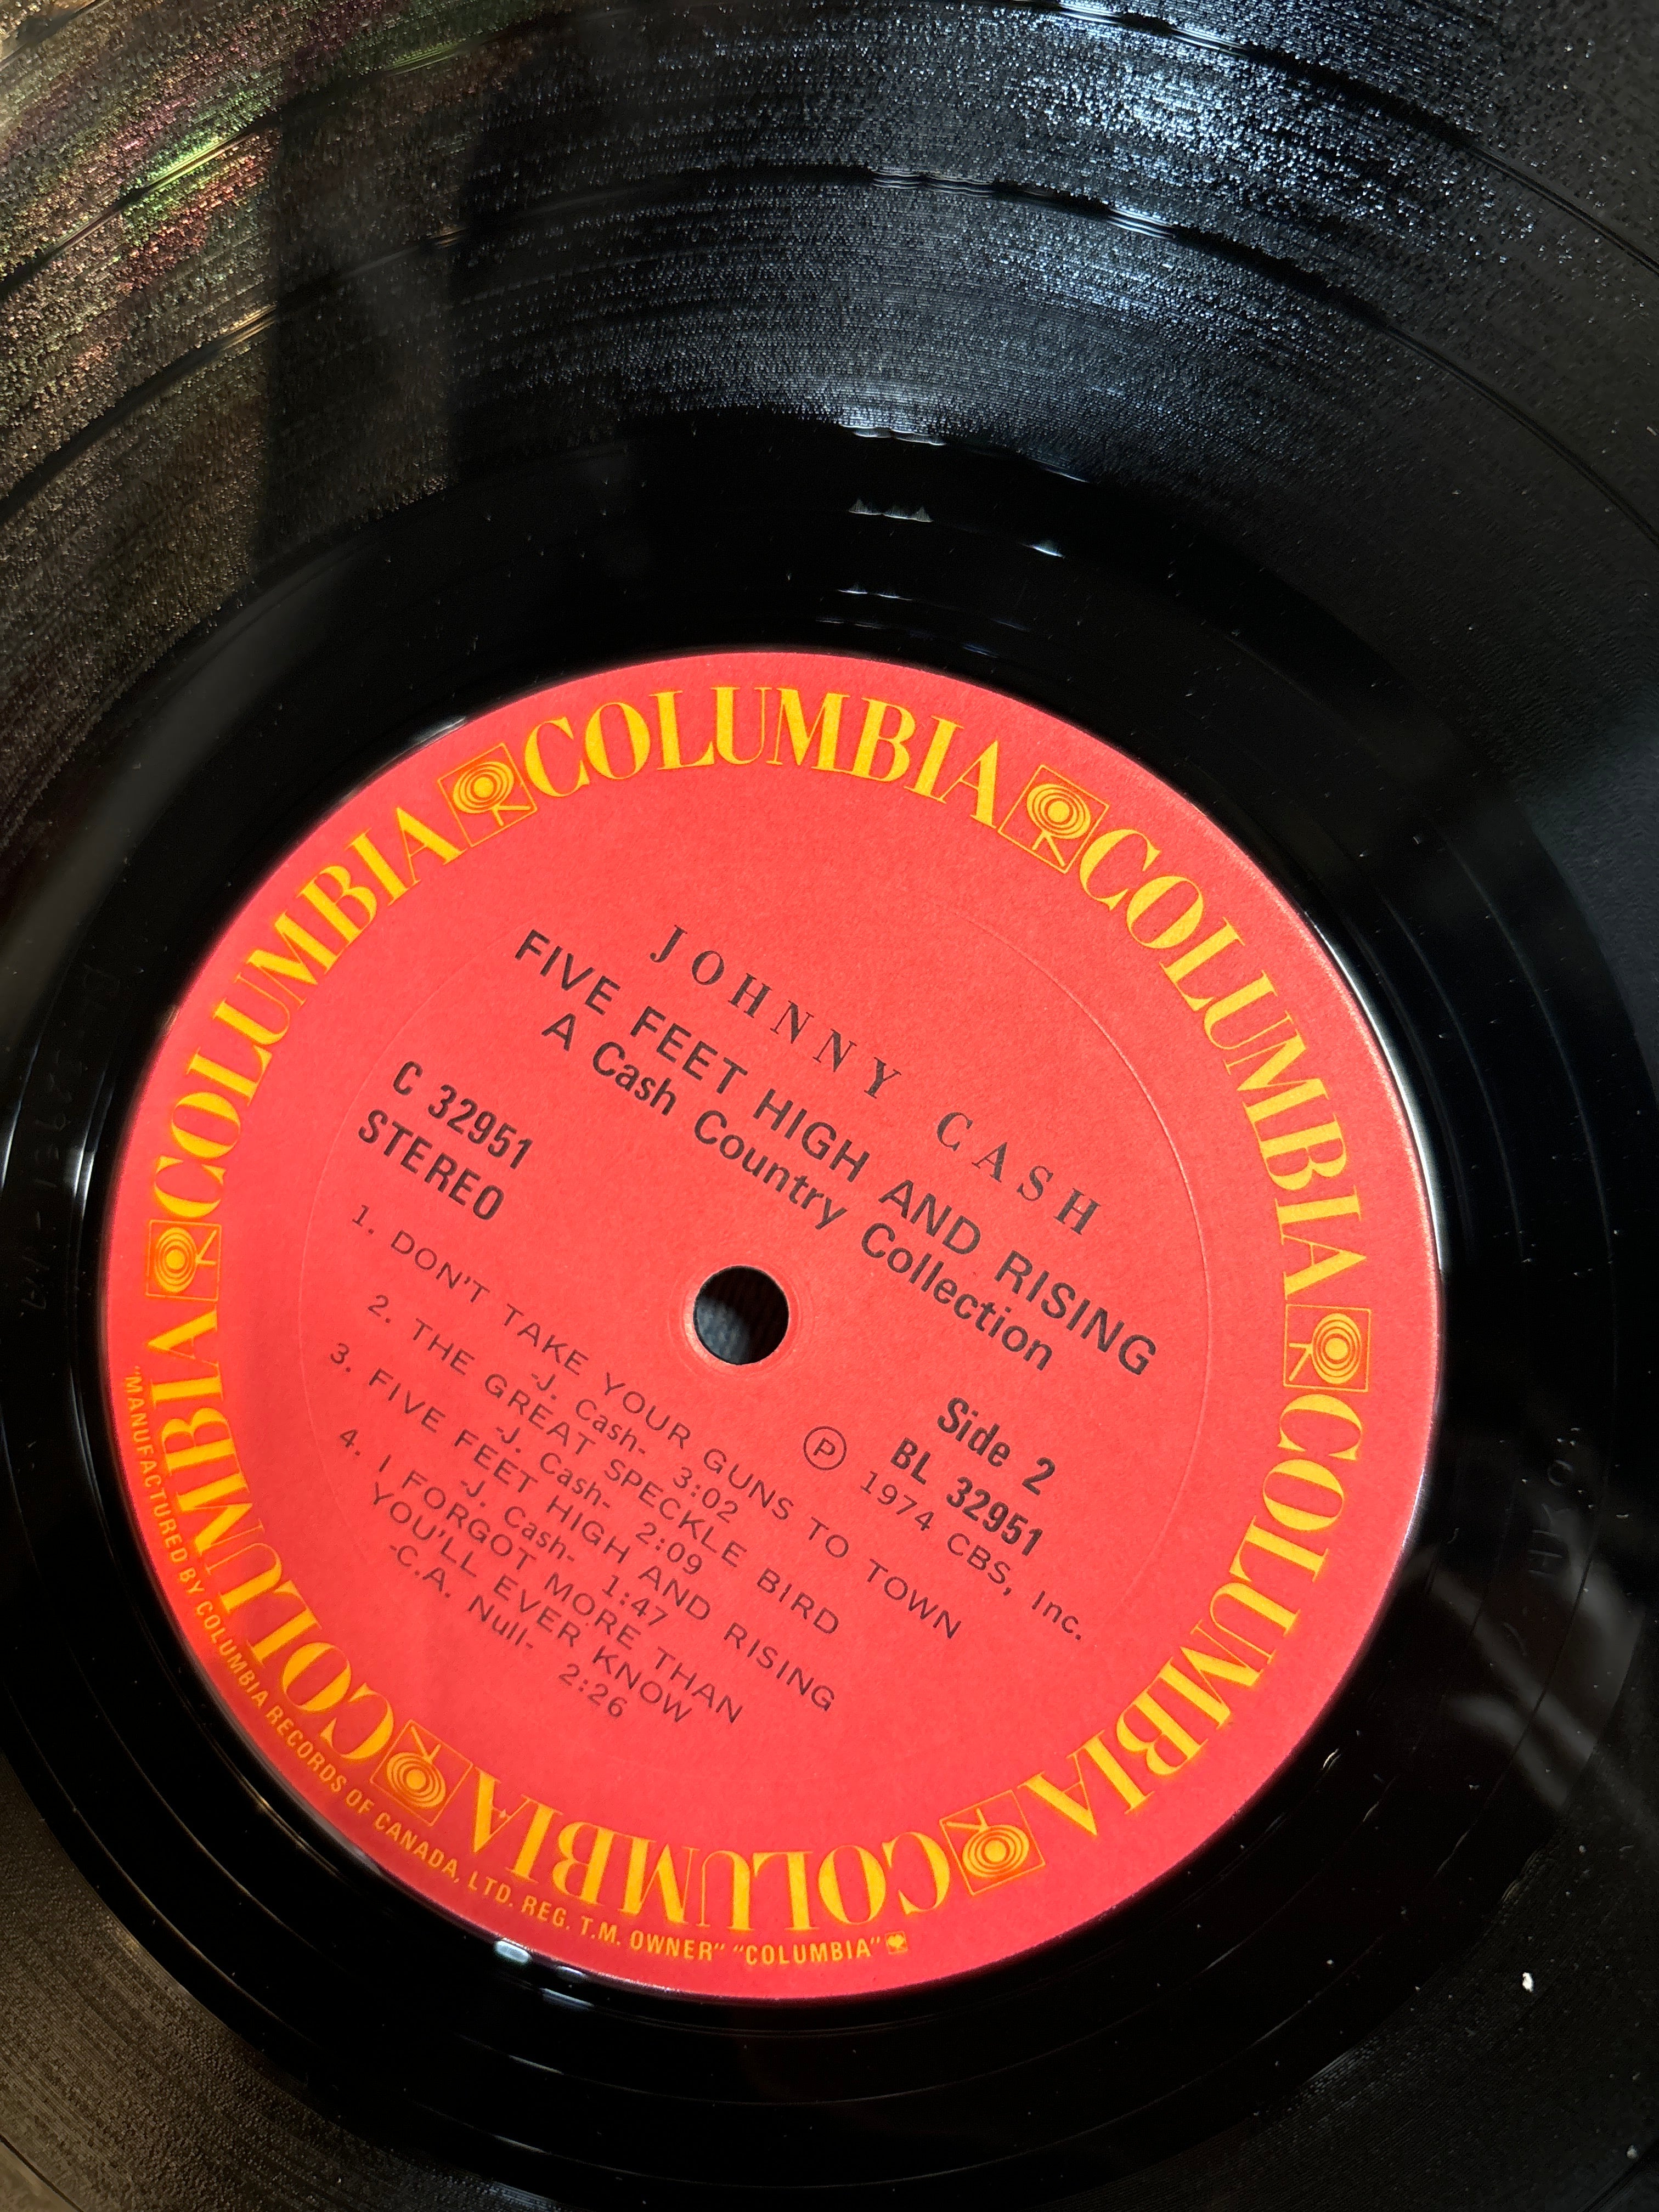 COLUMBIA COLUMBIA COLUMBIA COLUMBIA COLUMBIA COLUMBIA
JOHNNY CASH
FIVE FEET HIGH AND RISING
A Cash Country Collection
C 32951
STEREO
Side 2
BL 32951
Ⓟ 1974 CBS, Inc.
1. DON'T TAKE YOUR GUNS TO TOWN
-J. Cash- 3:02
2. THE GREAT SPECKLE BIRD
-J. Cash- 2:09
3. FIVE FEET HIGH AND RISING
-J. Cash- 1:47
4. I FORGOT MORE THAN
YOU'LL EVER KNOW
-C.A. Null- 2:26
"MANUFACTURED BY COLUMBIA RECORDS OF CANADA, LTD. REG. T.M. OWNER" "COLUMBIA"